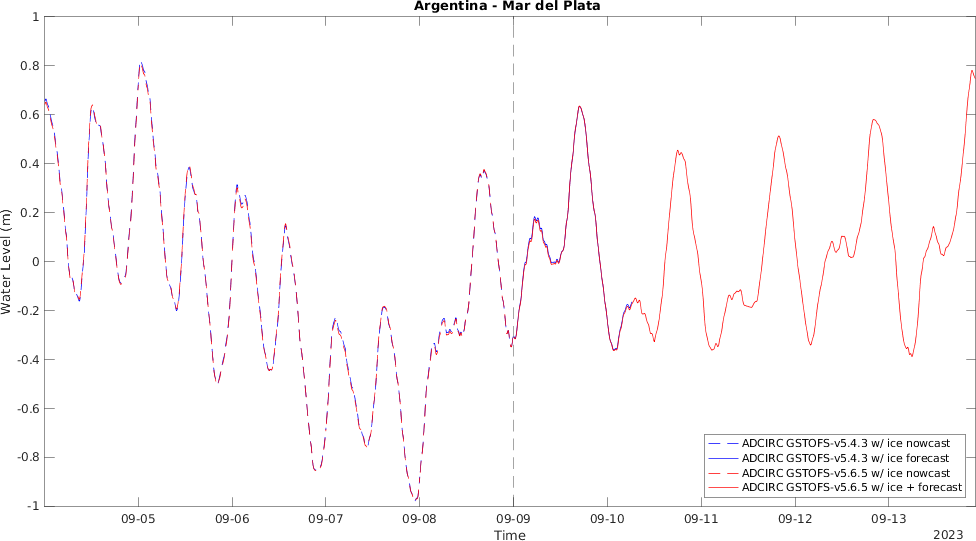 Argentina - Mar del Plata
1
0.8
0.6
0.4
0.2
0
-0.2
-0.4
-0.6
-0.8
-1
Water Level (m)
ADCIRC GSTOFS-v5.4.3 w/ ice nowcast
ADCIRC GSTOFS-v5.4.3 w/ ice forecast
ADCIRC GSTOFS-v5.6.5 w/ ice nowcast
ADCIRC GSTOFS-v5.6.5 w/ ice + forecast
09-05 09-06 09-07 09-08 09-09 09-10 09-11 09-12 09-13
Time
2023